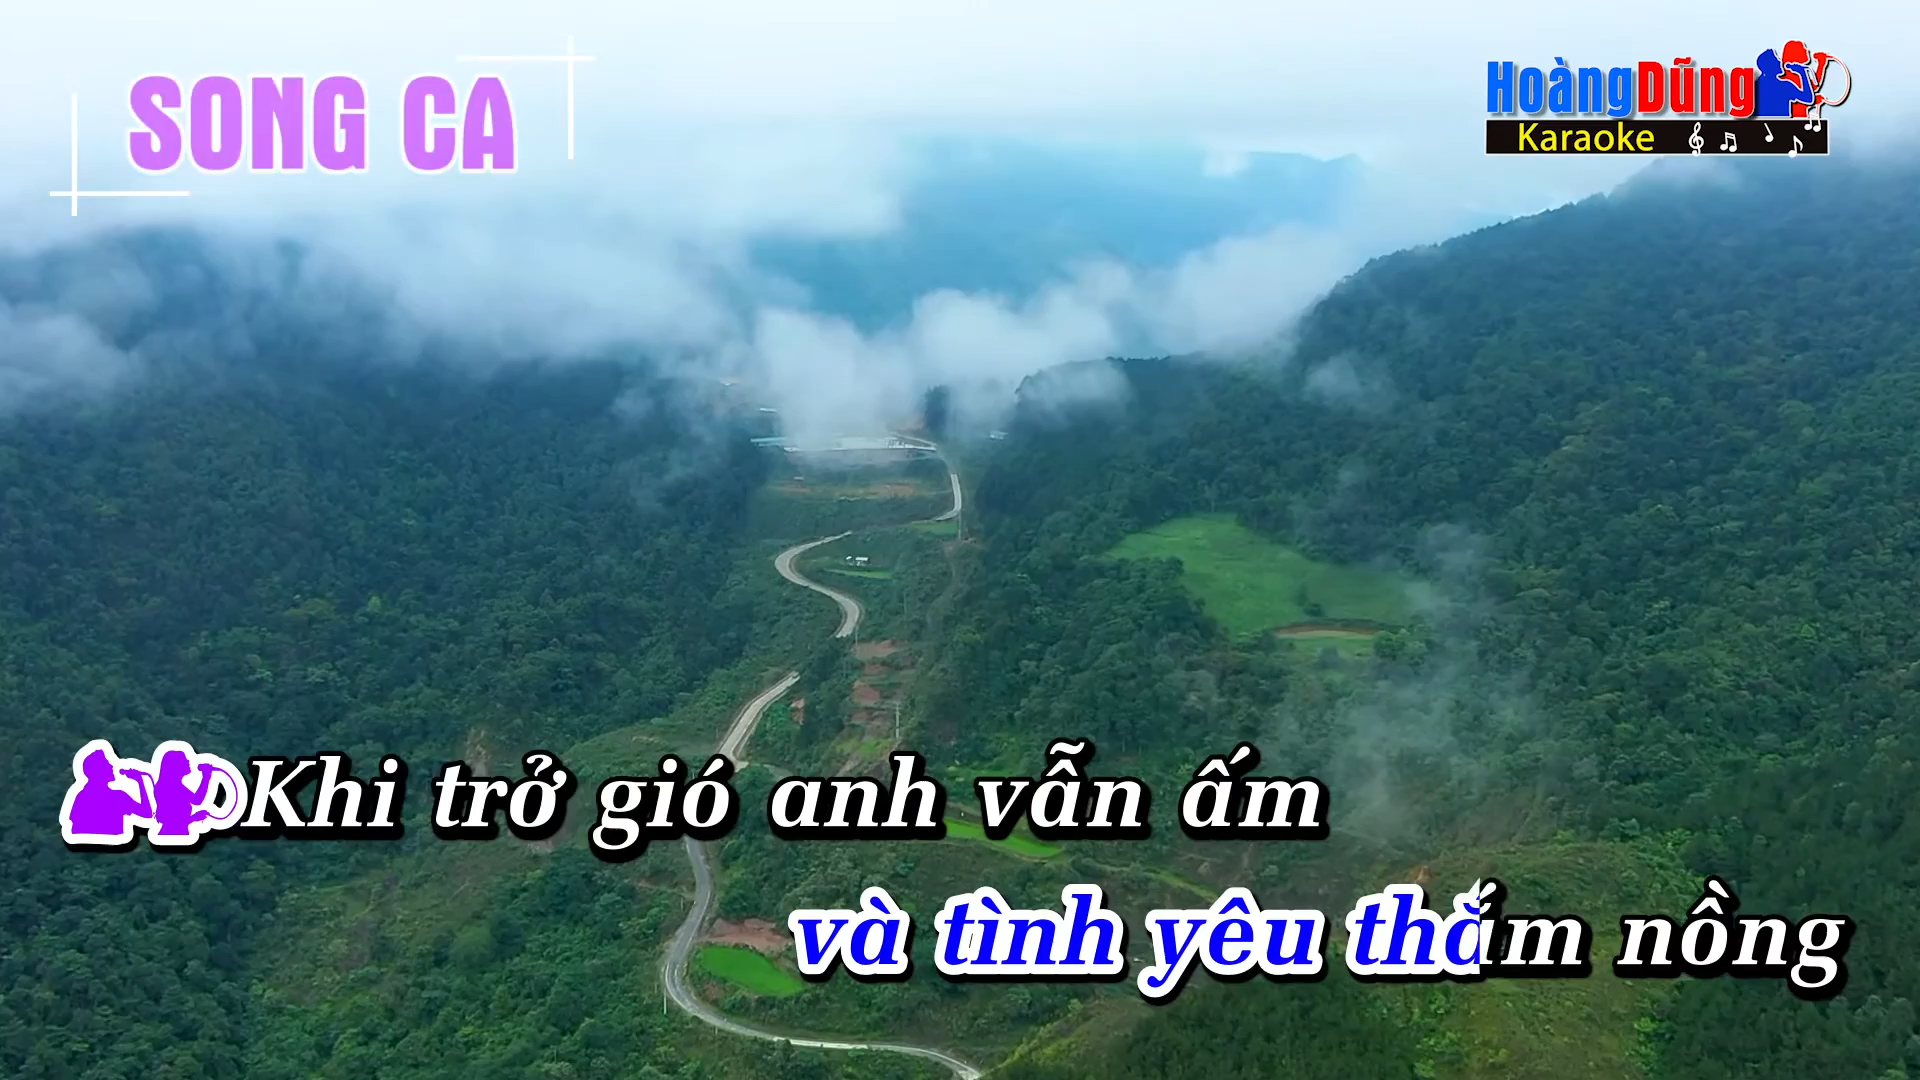 SONG CA
HoàngDũng
Karaoke
Khi trở gió anh vẫn ấm
và tình yêu thắm nồng